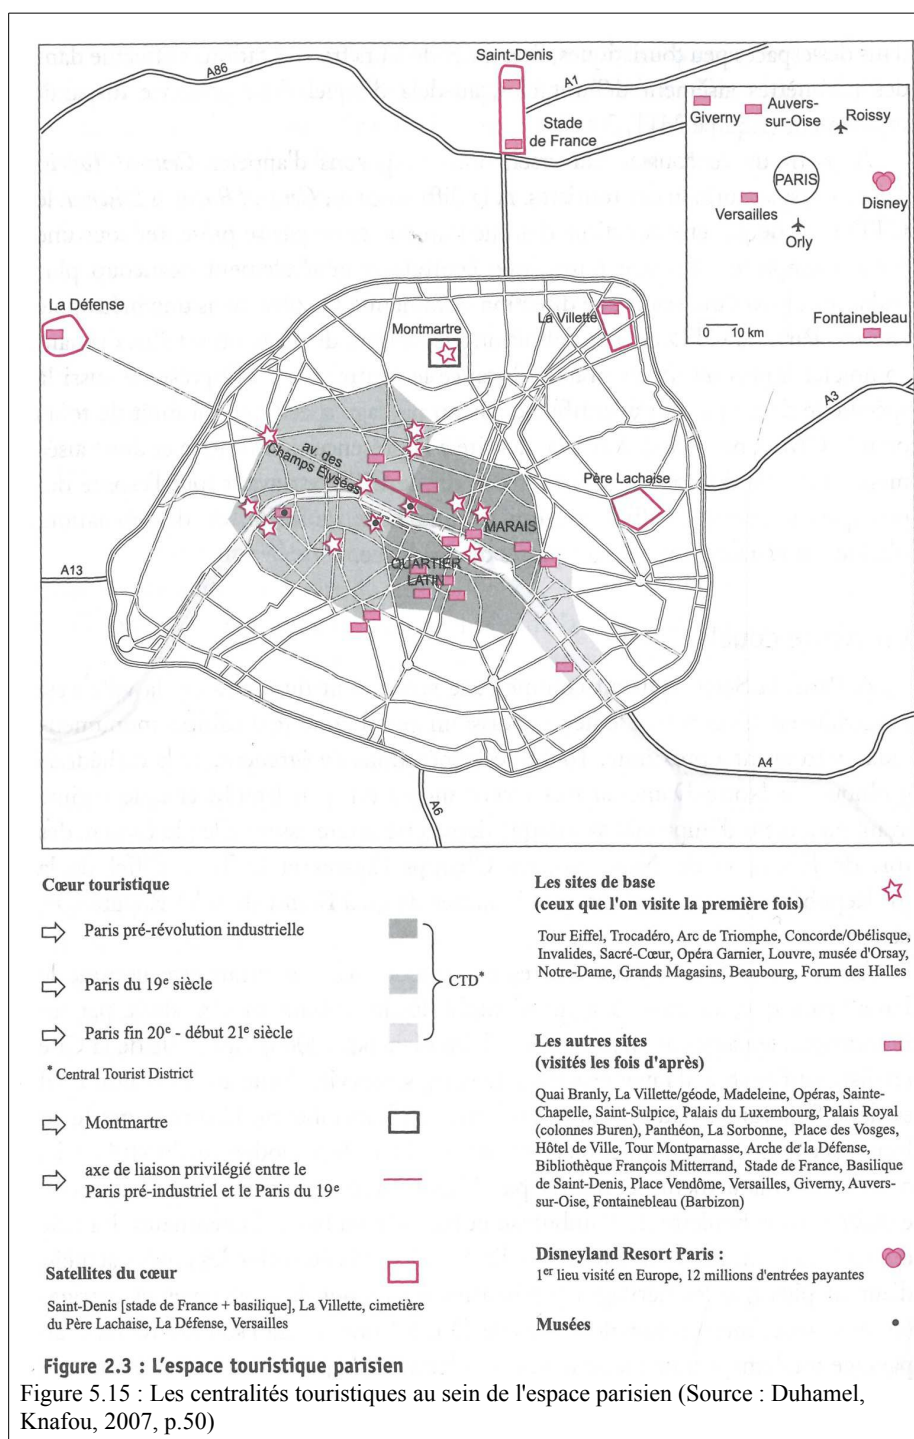 Saint-Denis
A86
A1
Stade
de France
Giverny
Auvers-
sur-Oise
Roissy
PARIS
Disney
Versailles
Orly
0 10 km
Fontainebleau
La Défense
Montmartre
La Villette
A3
av. des
Champs Élysées
Père Lachaise
MARAIS
QUARTIER
LATIN
A13
A4
A6
Cœur touristique
Paris pré-révolution industrielle
Paris du 19e siècle
Paris fin 20e - début 21e siècle
CTD*
* Central Tourist District
Montmartre
axe de liaison privilégié entre le
Paris pré-industriel et le Paris du 19e
Satellites du cœur
Saint-Denis [stade de France + basilique], La Villette, cimetière
du Père Lachaise, La Défense, Versailles
Les sites de base
(ceux que l'on visite la première fois)
Tour Eiffel, Trocadéro, Arc de Triomphe, Concorde/Obélisque,
Invalides, Sacré-Cœur, Opéra Garnier, Louvre, musée d'Orsay,
Notre-Dame, Grands Magasins, Beaubourg, Forum des Halles
Les autres sites
(visités les fois d'après)
Quai Branly, La Villette/géode, Madeleine, Opéras, Sainte-
Chapelle, Saint-Sulpice, Palais du Luxembourg, Palais Royal
(colonnes Buren), Panthéon, La Sorbonne, Place des Vosges,
Hôtel de Ville, Tour Montparnasse, Arche de la Défense,
Bibliothèque François Mitterrand, Stade de France, Basilique
de Saint-Denis, Place Vendôme, Versailles, Giverny, Auvers-
sur-Oise, Fontainebleau (Barbizon)
Disneyland Resort Paris :
1er lieu visité en Europe, 12 millions d'entrées payantes
Musées
Figure 2.3 : L'espace touristique parisien
Figure 5.15 : Les centralités touristiques au sein de l'espace parisien (Source : Duhamel,
Knafou, 2007, p.50)